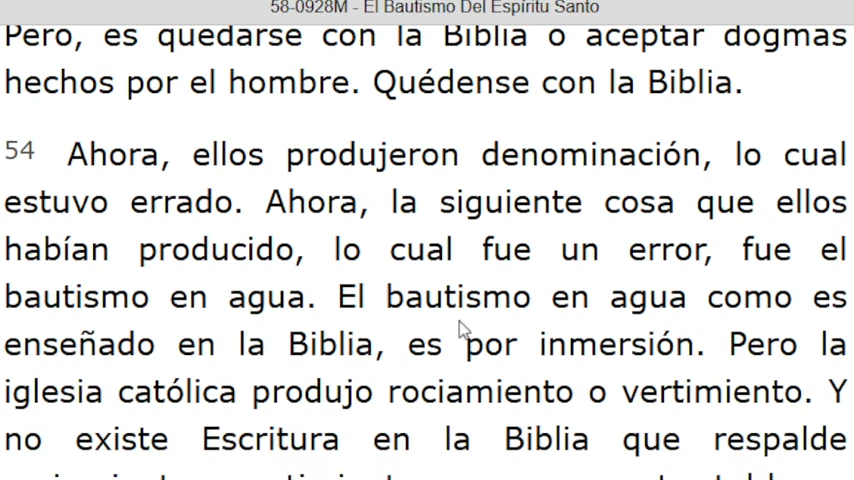 58-0928M - El Bautismo Del Espíritu Santo
Pero, es quedarse con la Biblia o aceptar dogmas
hechos por el hombre. Quédense con la Biblia.
54 Ahora, ellos produjeron denominación, lo cual
estuvo errado. Ahora, la siguiente cosa que ellos
habían producido, lo cual fue un error, fue el
bautismo en agua. El bautismo en agua como es
enseñado en la Biblia, es por inmersión. Pero la
iglesia católica produjo rociamiento o vertimiento. Y
no existe Escritura en la Biblia que respalde